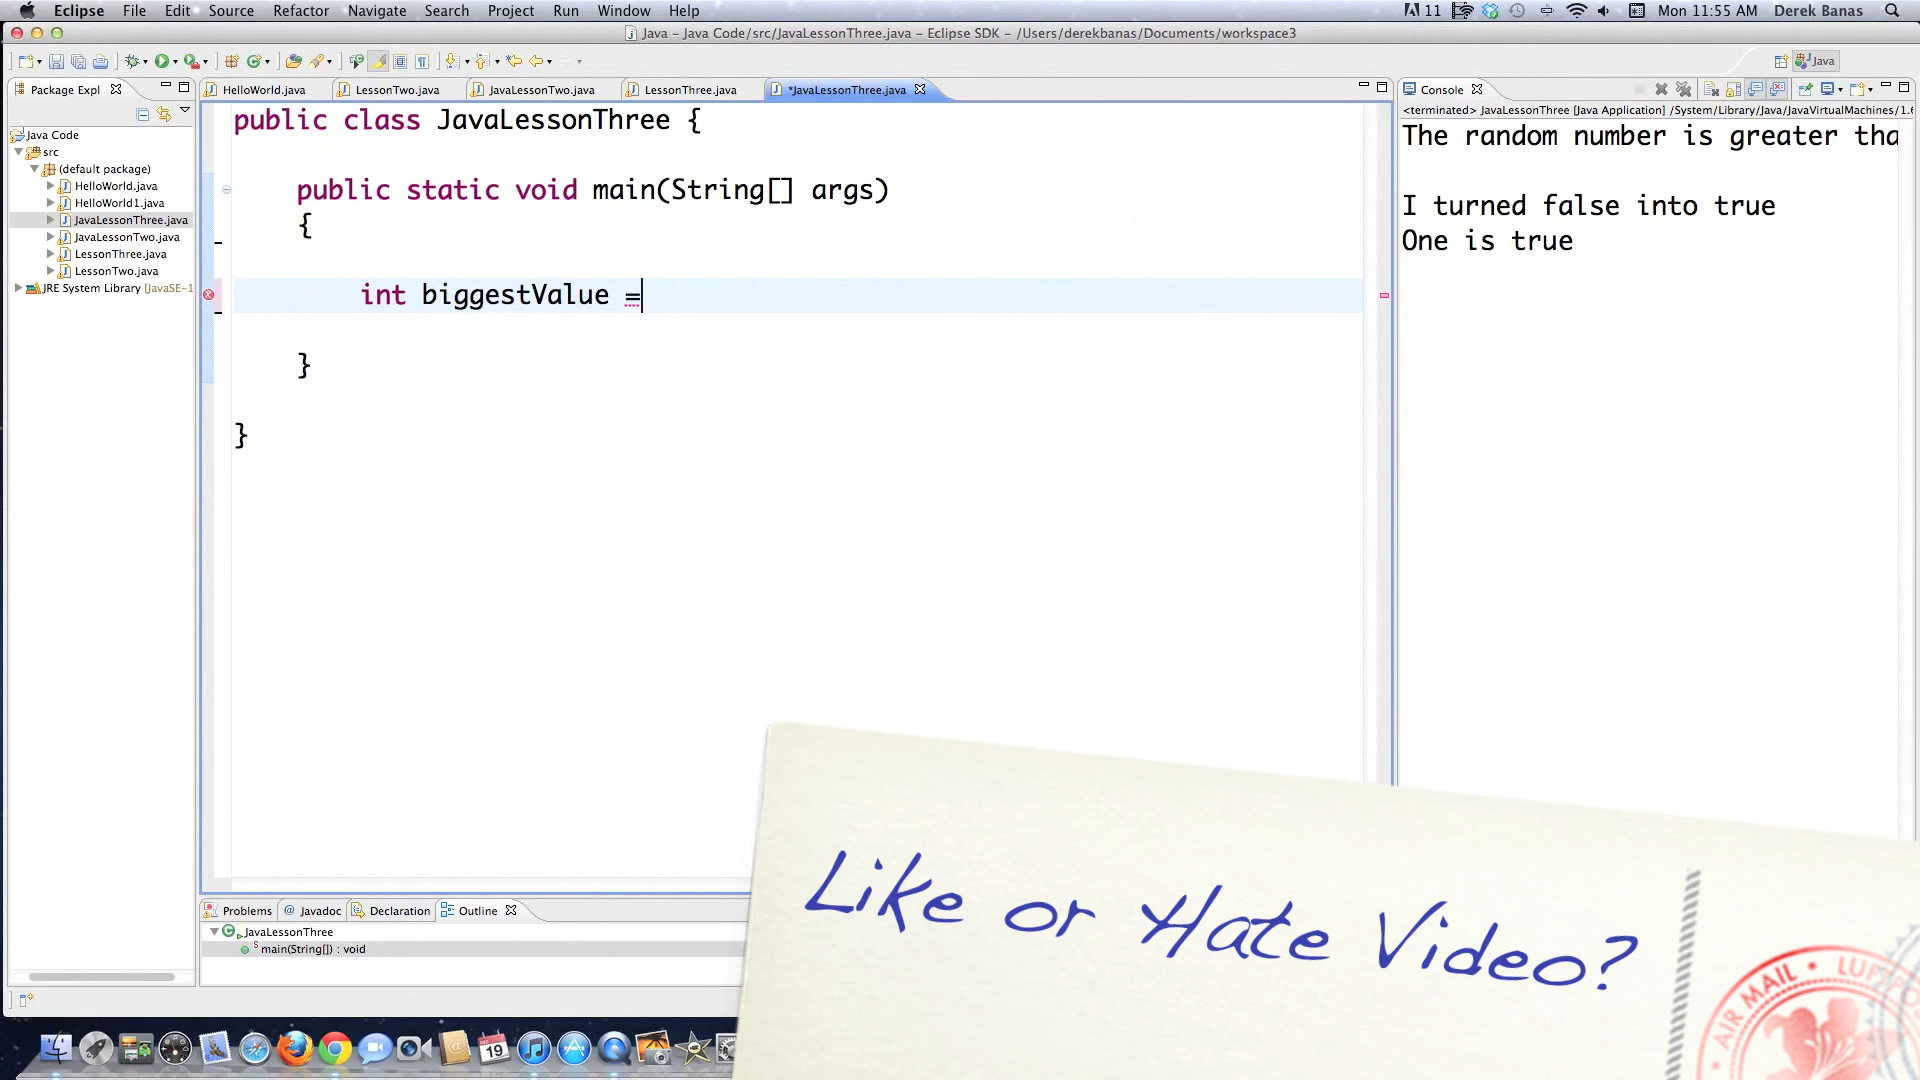 Eclipse File Edit Source Refactor Navigate Search Project Run Window Help 11 Mon 11:55 AM Derek Banas
Java – Java Code/src/JavaLessonThree.java – Eclipse SDK – /Users/derekbanas/Documents/workspace3
Java
Package Expl
HelloWorld.java LessonTwo.java JavaLessonTwo.java LessonThree.java *JavaLessonThree.java
Console
Java Code
src
(default package)
HelloWorld.java
HelloWorld1.java
JavaLessonThree.java
JavaLessonTwo.java
LessonThree.java
LessonTwo.java
JRE System Library [JavaSE-1
public class JavaLessonThree {
public static void main(String[] args)
{
int biggestValue =
}
}
<terminated> JavaLessonThree [Java Application] /System/Library/Java/JavaVirtualMachines/1.6
The random number is greater tha
I turned false into true
One is true
Problems @ Javadoc Declaration Outline
JavaLessonThree
main(String[]) : void
19
Like or Hate Video?
AIR MAIL • LUF